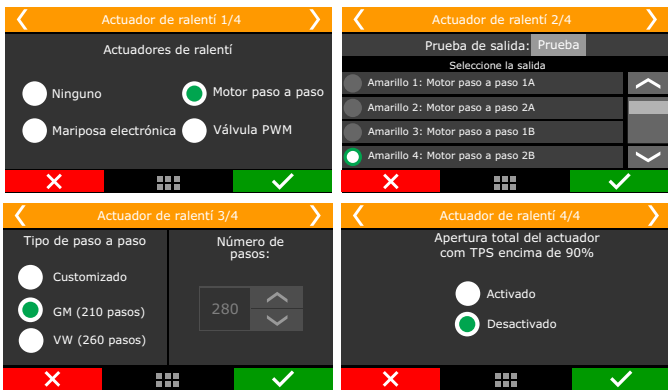 Actuador de ralentí 1/4
Actuadores de ralentí
Ninguno
Motor paso a paso
Mariposa electrónica
Válvula PWM
Actuador de ralentí 2/4
Prueba de salida: Prueba
Seleccione la salida
Amarillo 1: Motor paso a paso 1A
Amarillo 2: Motor paso a paso 2A
Amarillo 3: Motor paso a paso 1B
Amarillo 4: Motor paso a paso 2B
Actuador de ralentí 3/4
Tipo de paso a paso
Customizado
GM (210 pasos)
VW (260 pasos)
Número de
pasos:
280
Actuador de ralentí 4/4
Apertura total del actuador
com TPS encima de 90%
Activado
Desactivado